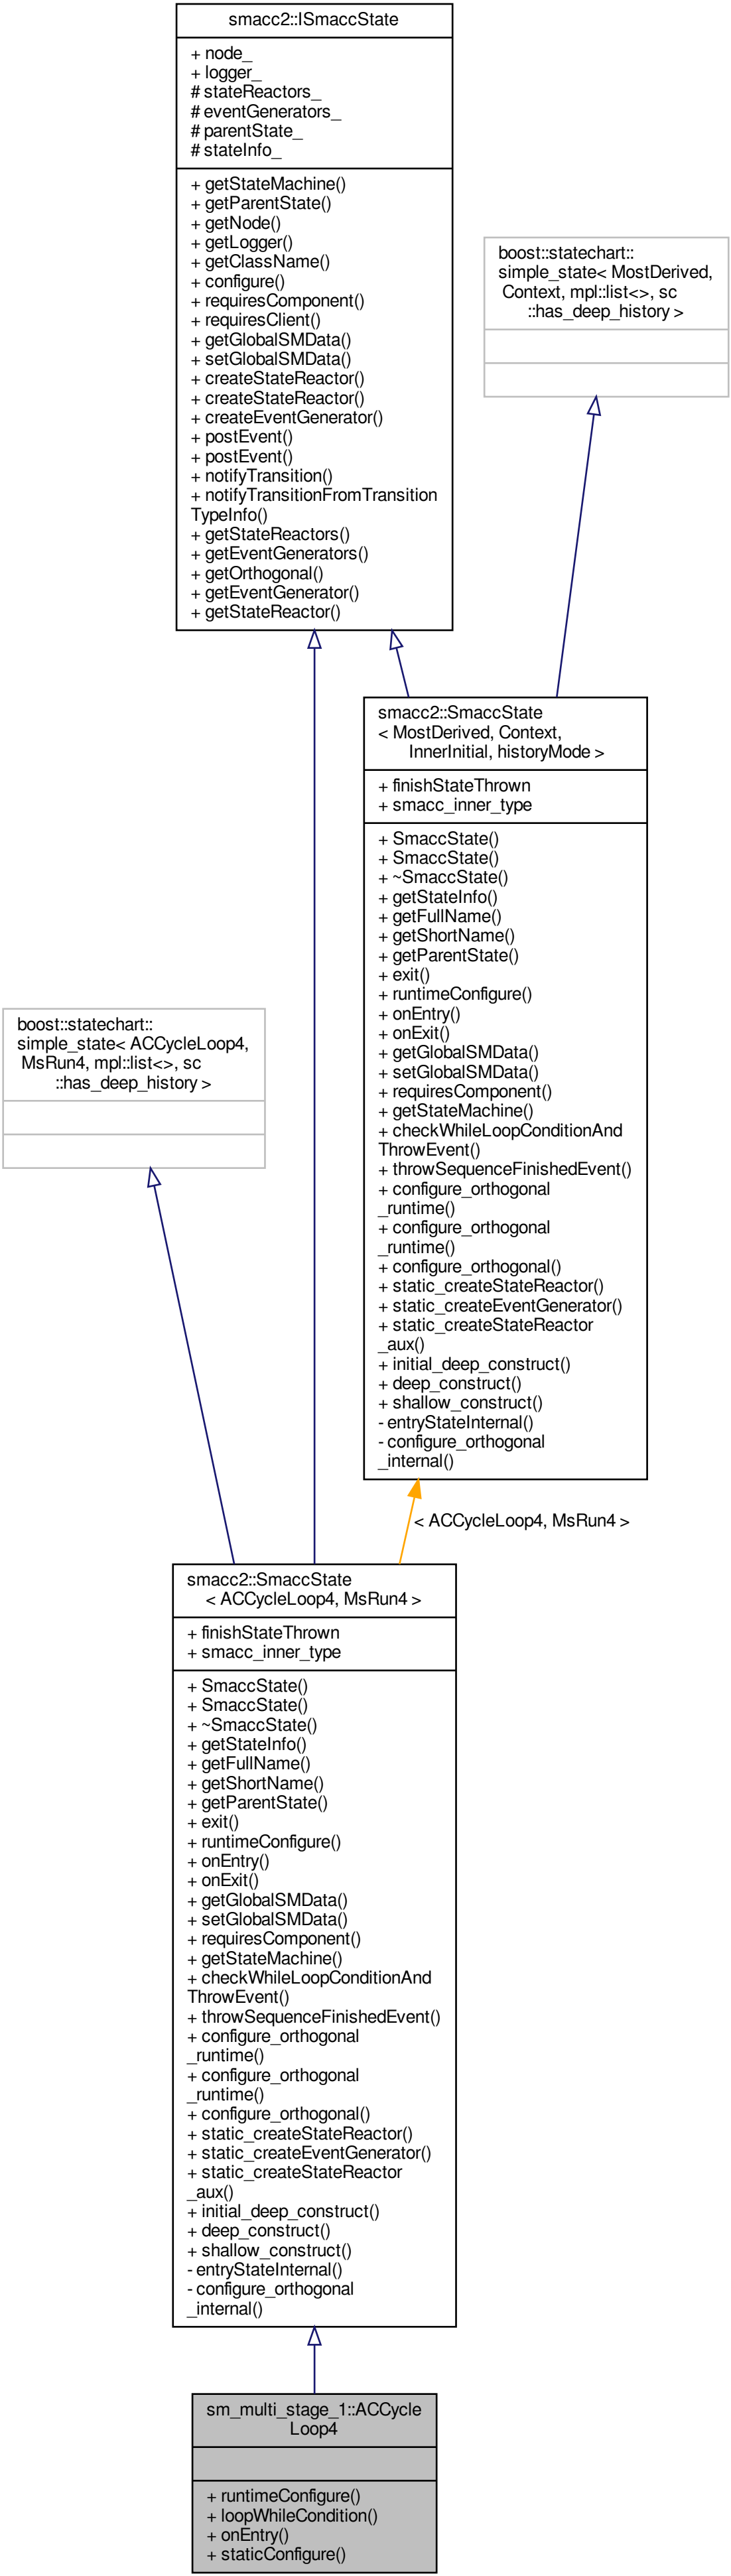 smacc2::ISmaccState
+ node_
+ logger_
# stateReactors_
# eventGenerators_
# parentState_
# stateInfo_
+ getStateMachine()
+ getParentState()
+ getNode()
+ getLogger()
+ getClassName()
+ configure()
+ requiresComponent()
+ requiresClient()
+ getGlobalSMData()
+ setGlobalSMData()
+ createStateReactor()
+ createStateReactor()
+ createEventGenerator()
+ postEvent()
+ postEvent()
+ notifyTransition()
+ notifyTransitionFromTransition
TypeInfo()
+ getStateReactors()
+ getEventGenerators()
+ getOrthogonal()
+ getEventGenerator()
+ getStateReactor()
boost::statechart::
simple_state< MostDerived,
Context, mpl::list<>, sc
::has_deep_history >
smacc2::SmaccState
< MostDerived, Context,
InnerInitial, historyMode >
+ finishStateThrown
+ smacc_inner_type
+ SmaccState()
+ SmaccState()
+ ~SmaccState()
+ getStateInfo()
+ getFullName()
+ getShortName()
+ getParentState()
+ exit()
+ runtimeConfigure()
+ onEntry()
+ onExit()
+ getGlobalSMData()
+ setGlobalSMData()
+ requiresComponent()
+ getStateMachine()
+ checkWhileLoopConditionAnd
ThrowEvent()
+ throwSequenceFinishedEvent()
+ configure_orthogonal
_runtime()
+ configure_orthogonal
_runtime()
+ configure_orthogonal()
+ static_createStateReactor()
+ static_createEventGenerator()
+ static_createStateReactor
_aux()
+ initial_deep_construct()
+ deep_construct()
+ shallow_construct()
- entryStateInternal()
- configure_orthogonal
_internal()
boost::statechart::
simple_state< ACCycleLoop4,
MsRun4, mpl::list<>, sc
::has_deep_history >
< ACCycleLoop4, MsRun4 >
smacc2::SmaccState
< ACCycleLoop4, MsRun4 >
+ finishStateThrown
+ smacc_inner_type
+ SmaccState()
+ SmaccState()
+ ~SmaccState()
+ getStateInfo()
+ getFullName()
+ getShortName()
+ getParentState()
+ exit()
+ runtimeConfigure()
+ onEntry()
+ onExit()
+ getGlobalSMData()
+ setGlobalSMData()
+ requiresComponent()
+ getStateMachine()
+ checkWhileLoopConditionAnd
ThrowEvent()
+ throwSequenceFinishedEvent()
+ configure_orthogonal
_runtime()
+ configure_orthogonal
_runtime()
+ configure_orthogonal()
+ static_createStateReactor()
+ static_createEventGenerator()
+ static_createStateReactor
_aux()
+ initial_deep_construct()
+ deep_construct()
+ shallow_construct()
- entryStateInternal()
- configure_orthogonal
_internal()
sm_multi_stage_1::ACCycle
Loop4
+ runtimeConfigure()
+ loopWhileCondition()
+ onEntry()
+ staticConfigure()